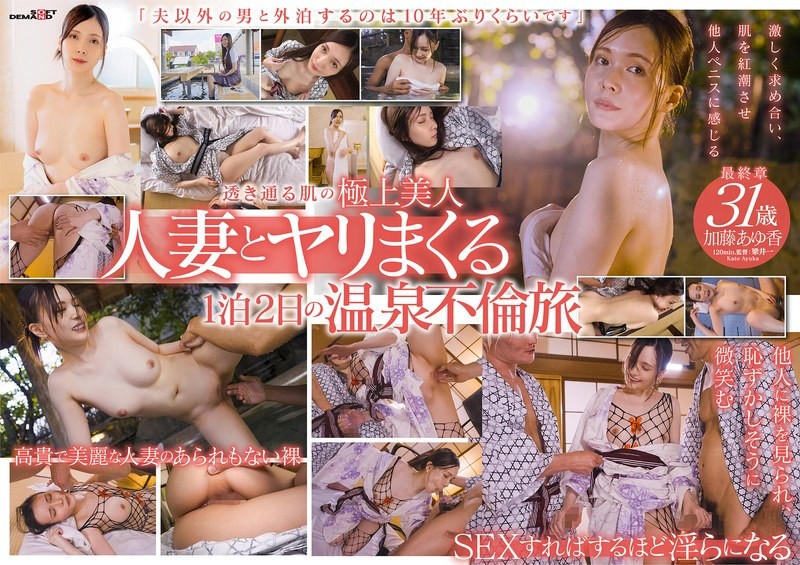 SOFT
DEMAND
「夫以外の男と外泊するのは10年ぶりくらいです」
激しく求め合い、
肌を紅潮させ
他人ペニスに感じる
最終章
31歳
加藤あゆ香
120min. 監督:
Kato Ayuka
透き通る肌の極上美人
人妻とヤリまくる
1泊2日の温泉不倫旅
他人に裸を見られ、
恥ずかしそうに
微笑む
高貴で美麗な人妻のあられもない裸
SEXすればするほど淫らになる